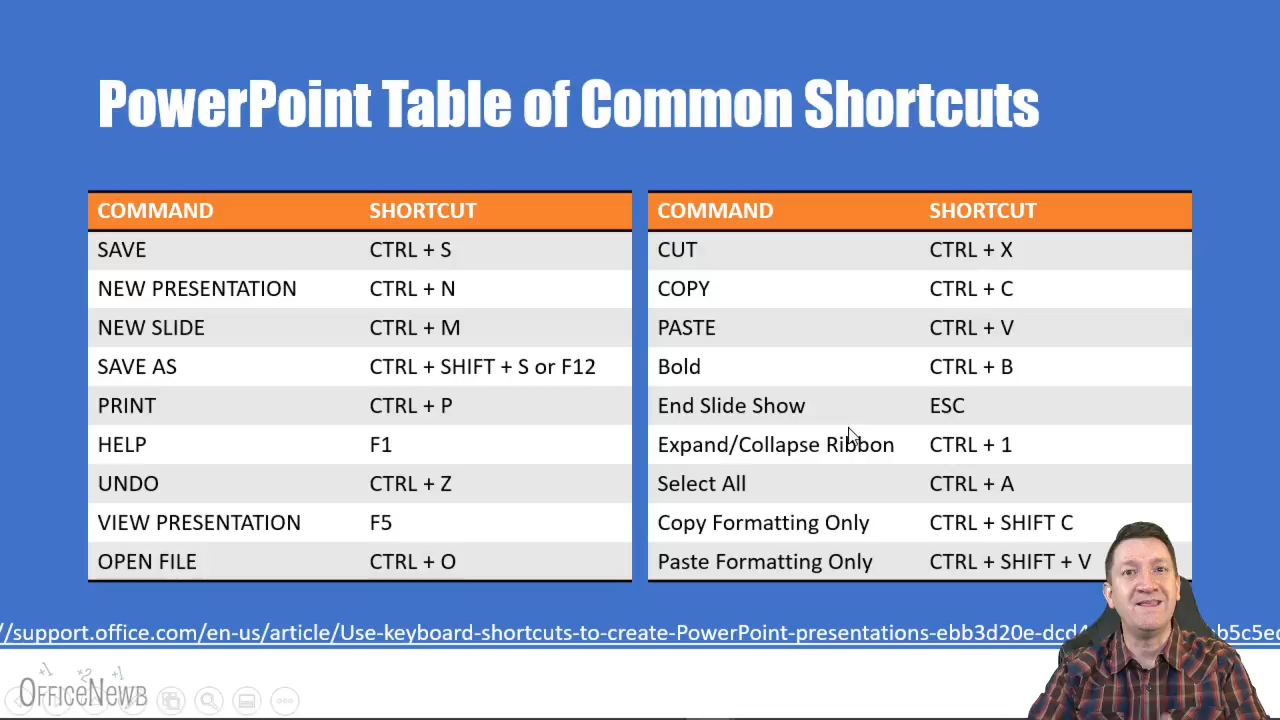 PowerPoint Table of Common Shortcuts
COMMAND SHORTCUT
SAVE CTRL + S
NEW PRESENTATION CTRL + N
NEW SLIDE CTRL + M
SAVE AS CTRL + SHIFT + S or F12
PRINT CTRL + P
HELP F1
UNDO CTRL + Z
VIEW PRESENTATION F5
OPEN FILE CTRL + O
COMMAND SHORTCUT
CUT CTRL + X
COPY CTRL + C
PASTE CTRL + V
Bold CTRL + B
End Slide Show ESC
Expand/Collapse Ribbon CTRL + 1
Select All CTRL + A
Copy Formatting Only CTRL + SHIFT C
Paste Formatting Only CTRL + SHIFT + V
//support.office.com/en-us/article/Use-keyboard-shortcuts-to-create-PowerPoint-presentations-ebb3d20e-dcd4
OFFICENEWB